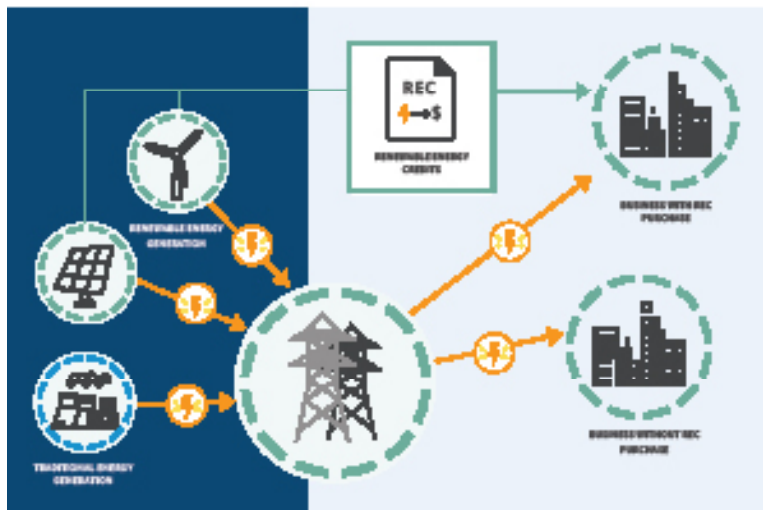 REC
$
RENEWABLE ENERGY
CREDITS
BUSINESS WITH REC
PURCHASE
RENEWABLE ENERGY
GENERATION
BUSINESS WITHOUT REC
PURCHASE
TRADITIONAL ENERGY
GENERATION